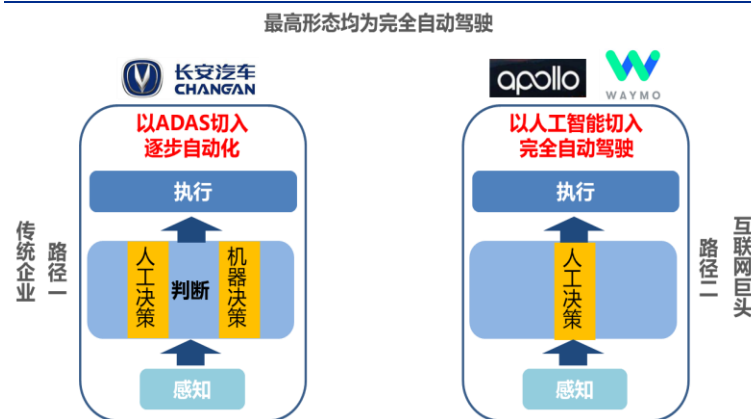 最高形态均为完全自动驾驶
长安汽车
CHANGAN
apollo
WAYMO
以ADAS切入
逐步自动化
执行
人工决策
判断
机器决策
感知
传统企业
路径一
以人工智能切入
完全自动驾驶
执行
人工决策
感知
路径二
互联网巨头